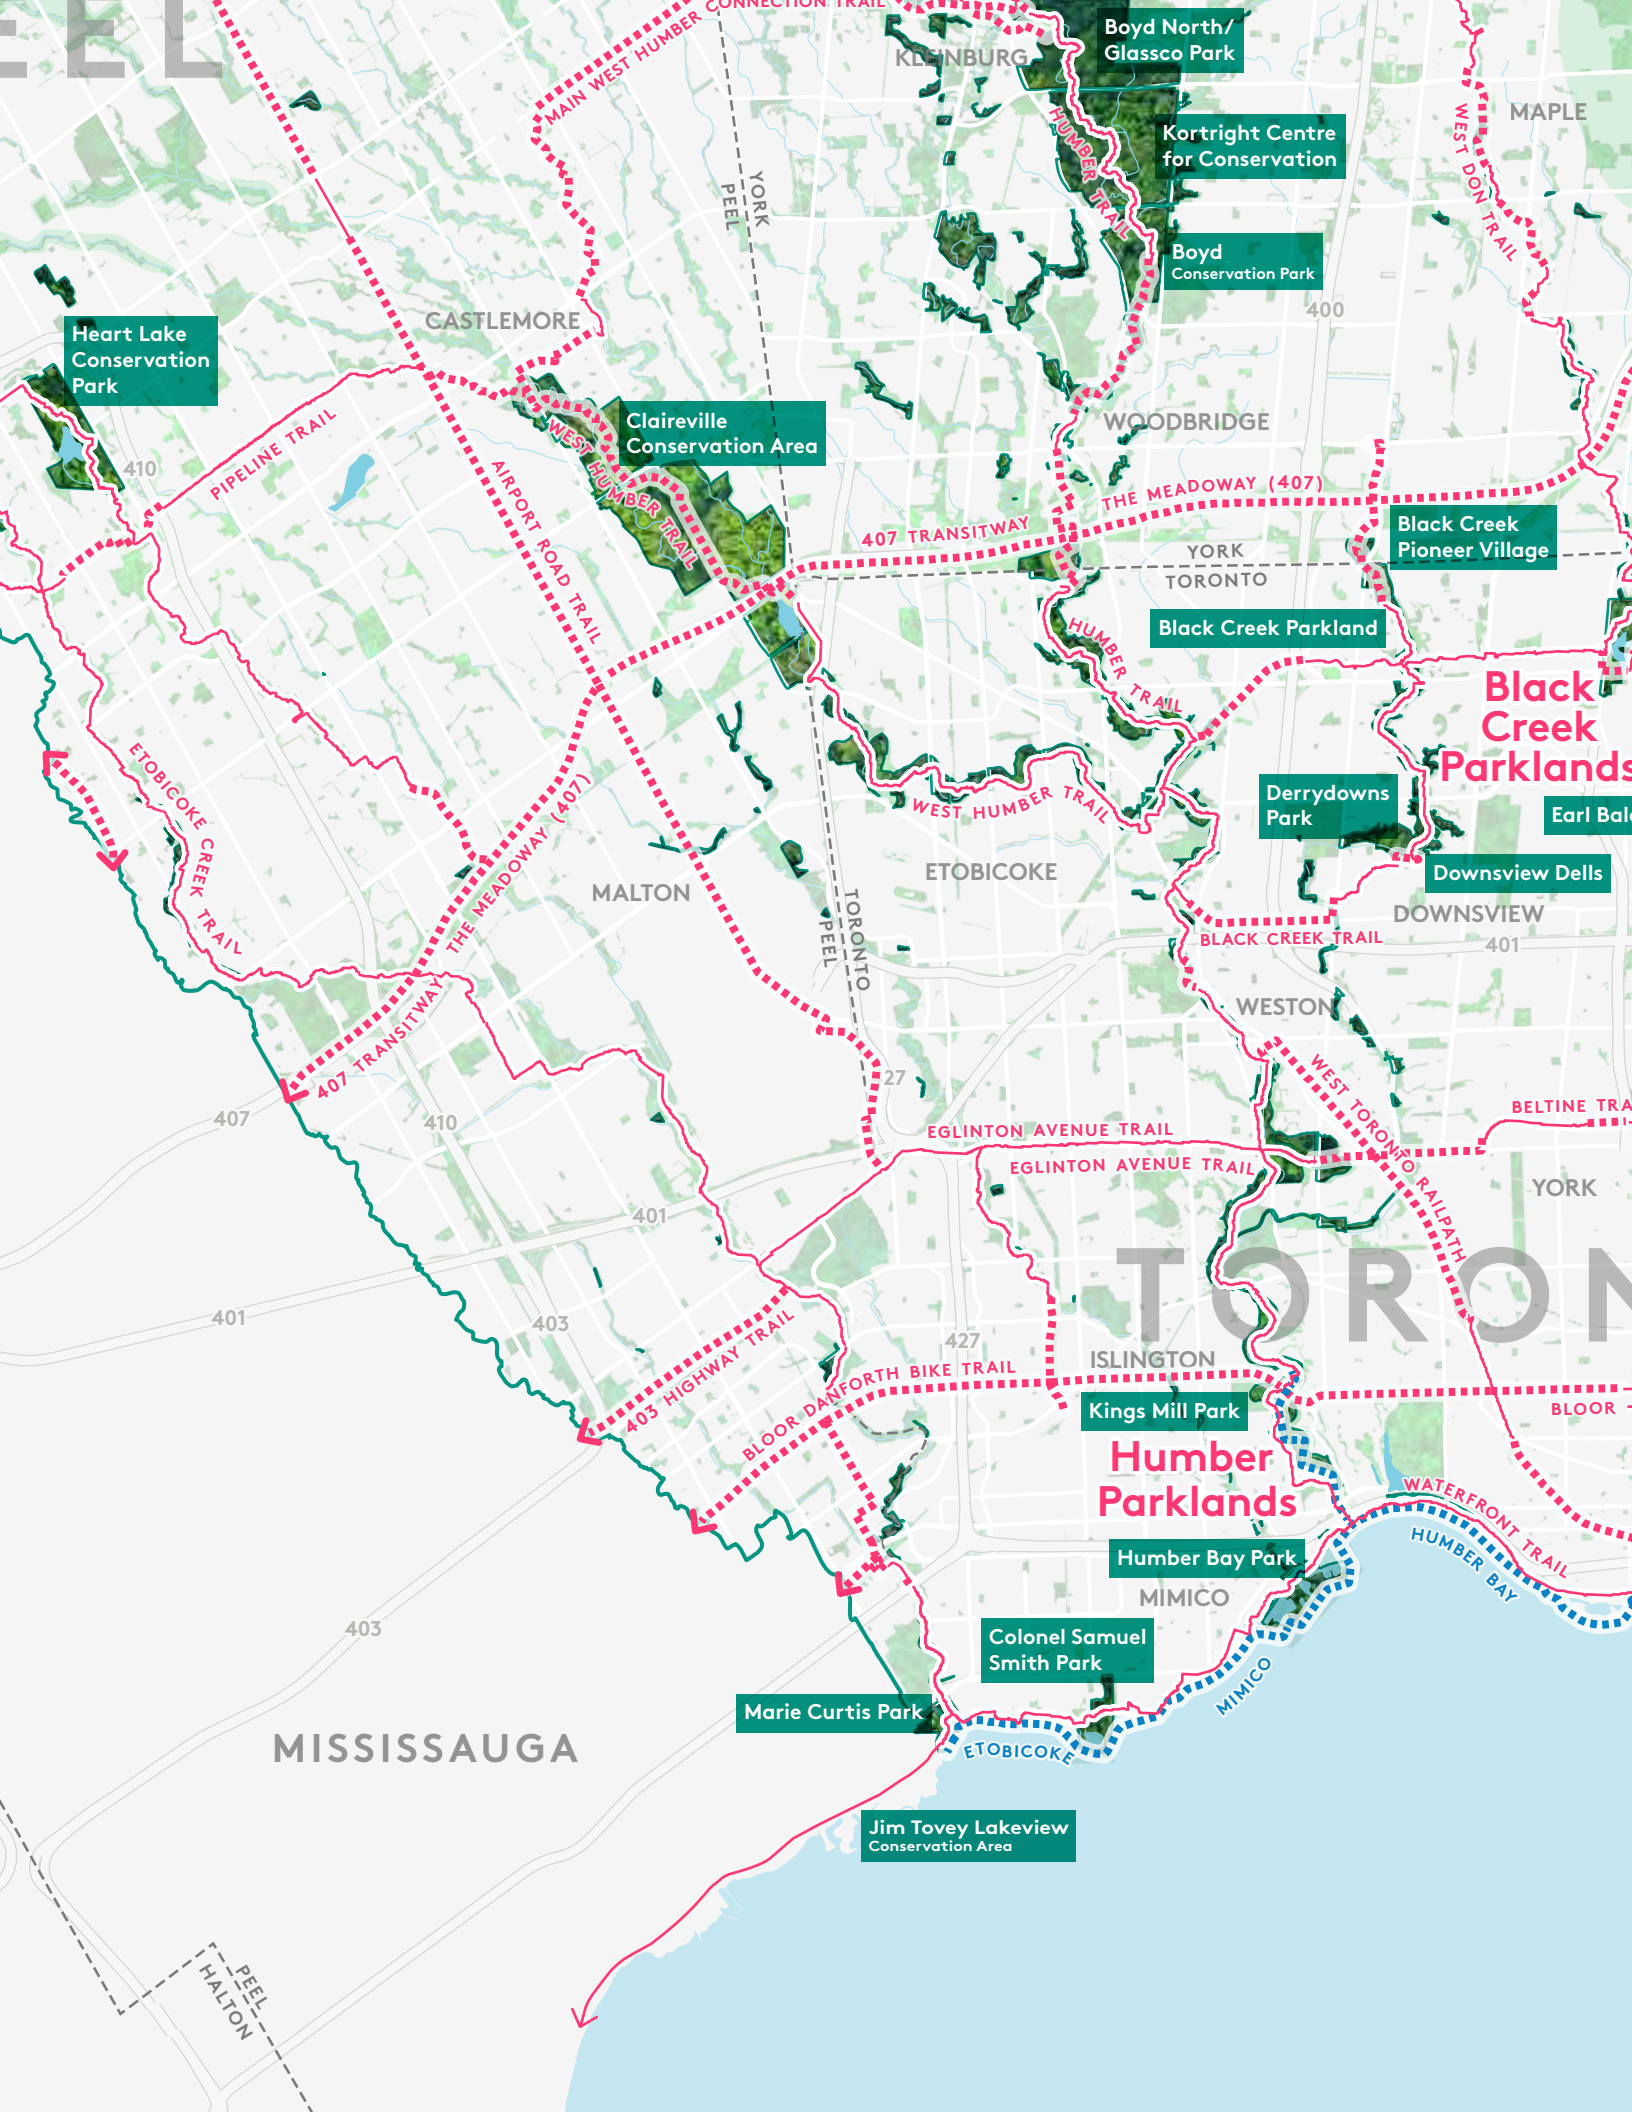 CONNECTION TRAIL
MAIN WEST HUMBER
Boyd North/
Glassco Park
KLEINBURG
MAPLE
Kortright Centre
for Conservation
HUMBER TRAIL
WEST DON TRAIL
YORK
PEEL
Boyd
Conservation Park
400
CASTLEMORE
Heart Lake
Conservation
Park
Claireville
Conservation Area
WOODBRIDGE
PIPELINE TRAIL
410
WEST HUMBER TRAIL
AIRPORT ROAD TRAIL
THE MEADOWAY (407)
407 TRANSITWAY
Black Creek
Pioneer Village
YORK
TORONTO
Black Creek Parkland
HUMBER TRAIL
Black
Creek
Parklands
ETOBICOKE CREEK TRAIL
THE MEADOWAY (407)
WEST HUMBER TRAIL
Derrydowns
Park
ETOBICOKE
Downsview Dells
MALTON
DOWNSVIEW
TORONTO
PEEL
BLACK CREEK TRAIL
401
WESTON
407 TRANSITWAY
27
407
410
WEST TORONTO RAILPATH
EGLINTON AVENUE TRAIL
EGLINTON AVENUE TRAIL
YORK
401
401
403
427
ISLINGTON
403 HIGHWAY TRAIL
BLOOR DANFORTH BIKE TRAIL
Kings Mill Park
BLOOR
Humber
Parklands
WATERFRONT TRAIL
HUMBER BAY
Humber Bay Park
MIMICO
403
Colonel Samuel
Smith Park
MIMICO
Marie Curtis Park
ETOBICOKE
MISSISSAUGA
Jim Tovey Lakeview
Conservation Area
PEEL
HALTON